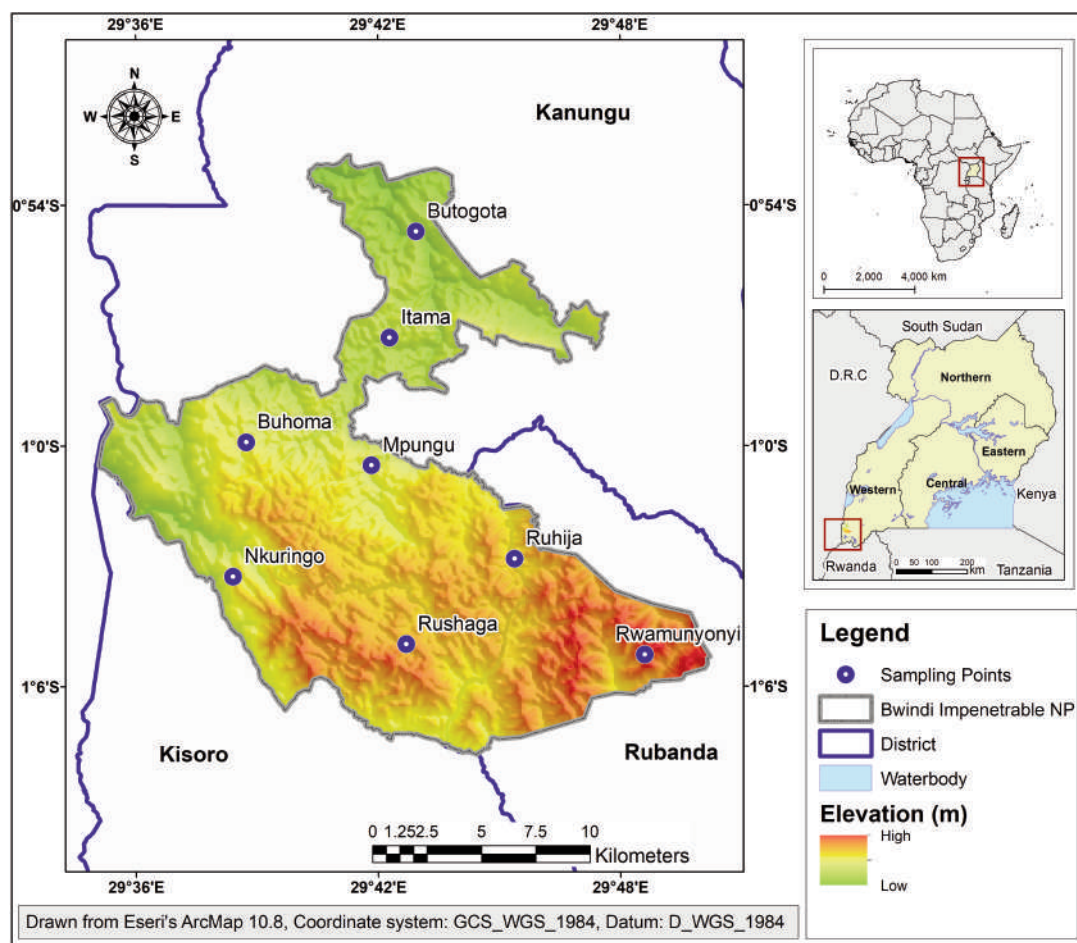 29°36'E
29°42'E
29°48'E
N
W
E
S
Kanungu
0°54'S
0°54'S
Butogota
Itama
Buhoma
Mpungu
1°0'S
1°0'S
Ruhija
Nkuringo
Rushaga
Rwamunyonyi
1°6'S
1°6'S
Kisoro
Rubanda
0 1.252.5 5 7.5 10
Kilometers
29°36'E
29°42'E
29°48'E
0 2,000 4,000 km
South Sudan
D.R.C
Northern
Eastern
Western
Central
Kenya
Rwanda
0 50 100 200
km
Tanzania
Legend
Sampling Points
Bwindi Impenetrable NP
District
Waterbody
Elevation (m)
High
Low
Drawn from Eseri's ArcMap 10.8, Coordinate system: GCS_WGS_1984, Datum: D_WGS_1984